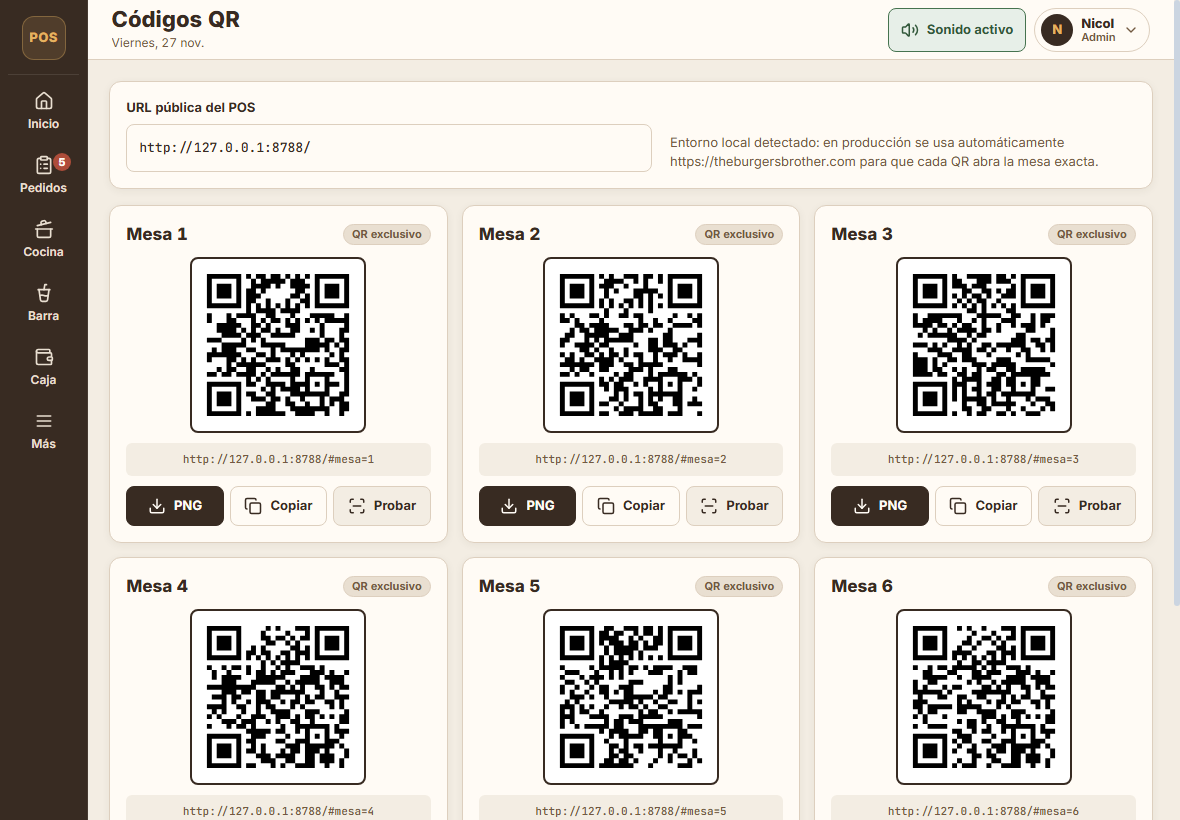 POS
Inicio
5
Pedidos
Cocina
Barra
Caja
Más
Códigos QR
Viernes, 27 nov.
Sonido activo
N
Nicol
Admin
URL pública del POS
http://127.0.0.1:8788/
Entorno local detectado: en producción se usa automáticamente
https://theburgersbrother.com para que cada QR abra la mesa exacta.
Mesa 1
QR exclusivo
http://127.0.0.1:8788/#mesa=1
PNG
Copiar
Probar
Mesa 2
QR exclusivo
http://127.0.0.1:8788/#mesa=2
PNG
Copiar
Probar
Mesa 3
QR exclusivo
http://127.0.0.1:8788/#mesa=3
PNG
Copiar
Probar
Mesa 4
QR exclusivo
http://127.0.0.1:8788/#mesa=4
Mesa 5
QR exclusivo
http://127.0.0.1:8788/#mesa=5
Mesa 6
QR exclusivo
http://127.0.0.1:8788/#mesa=6